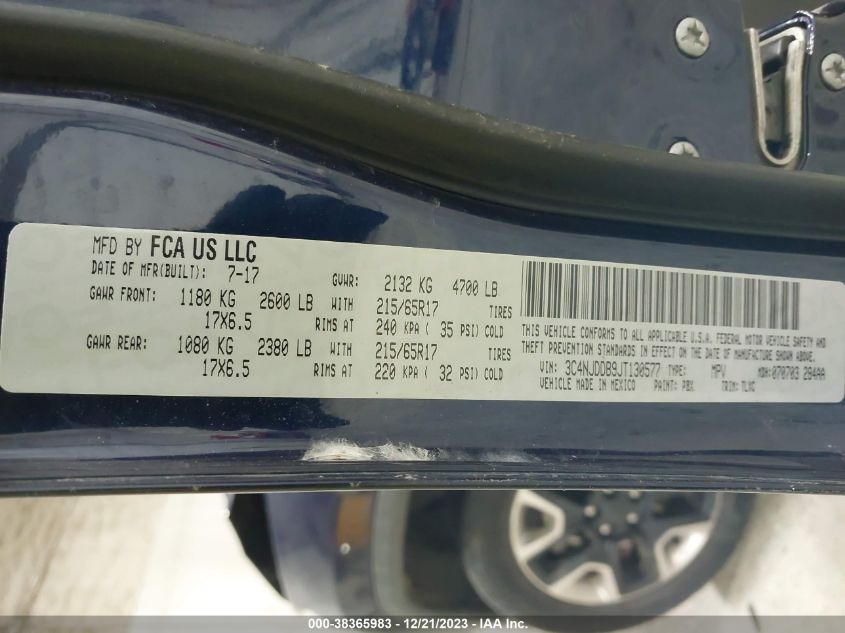 MFD BY FCA US LLC
DATE OF MFR(BUILT): 7-17 GVWR: 2132 KG 4700 LB
GAWR FRONT: 1180 KG 2600 LB WITH 215/65R17 TIRES
17X6.5 RIMS AT 240 KPA ( 35 PSI) COLD
GAWR REAR: 1080 KG 2380 LB WITH 215/65R17 TIRES
17X6.5 RIMS AT 220 KPA ( 32 PSI) COLD
THIS VEHICLE CONFORMS TO ALL APPLICABLE U.S.A. FEDERAL MOTOR VEHICLE SAFETY AND
THEFT PREVENTION STANDARDS IN EFFECT ON THE DATE OF MANUFACTURE SHOWN ABOVE.
VIN: 3C4NJDDB9JT130577 TYPE: MPV MDH: 070703 284AA
VEHICLE MADE IN MEXICO PAINT: PBX TRIM: TLXC
000-38365983 - 12/21/2023 - IAA Inc.